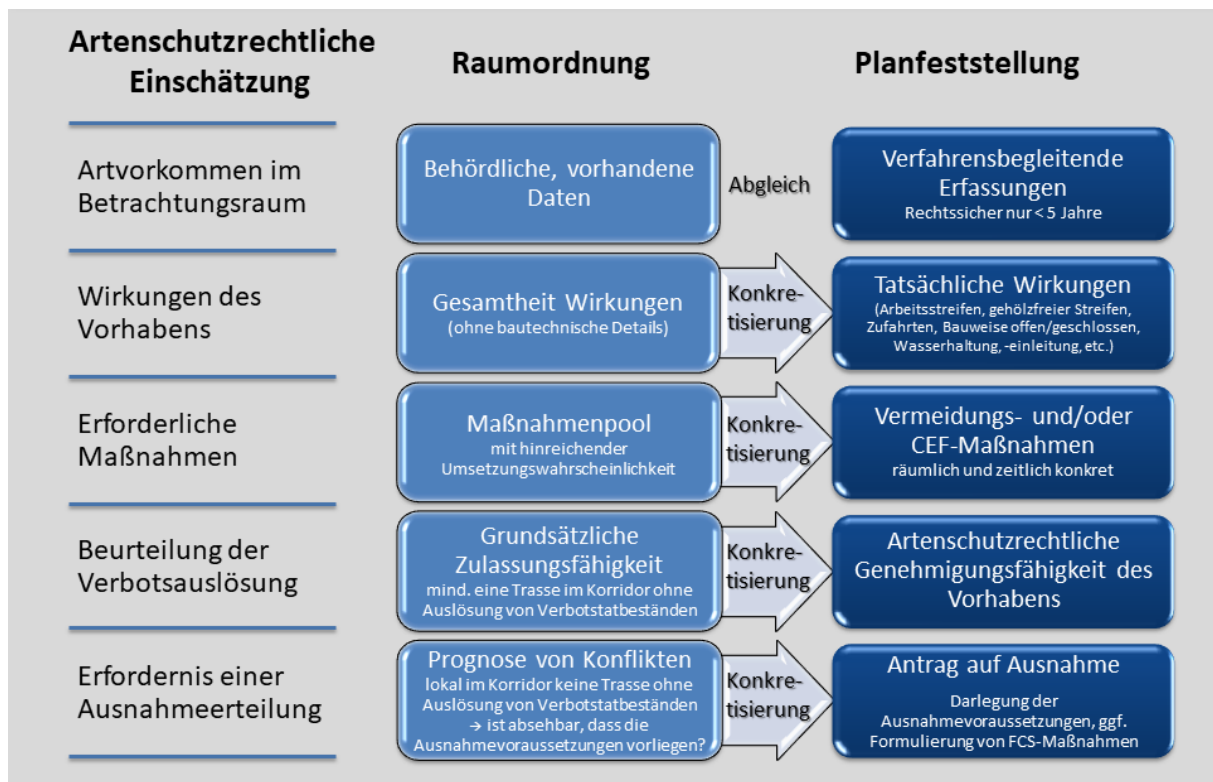 Artenschutzrechtliche
Einschätzung
Raumordnung
Planfeststellung
Artvorkommen im
Betrachtungsraum
Behördliche, vorhandene
Daten
Abgleich
Verfahrensbegleitende
Erfassungen
Rechtssicher nur < 5 Jahre
Wirkungen des
Vorhabens
Gesamtheit Wirkungen
(ohne bautechnische Details)
Konkre-
tisierung
Tatsächliche Wirkungen
(Arbeitsstreifen, gehölzfreier Streifen,
Zufahrten, Bauweise offen/geschlossen,
Wasserhaltung, -einleitung, etc.)
Erforderliche
Maßnahmen
Maßnahmenpool
mit hinreichender
Umsetzungswahrscheinlichkeit
Konkre-
tisierung
Vermeidungs- und/oder
CEF-Maßnahmen
räumlich und zeitlich konkret
Beurteilung der
Verbotsauslösung
Grundsätzliche
Zulassungsfähigkeit
mind. eine Trasse im Korridor ohne
Auslösung von Verbotstatbeständen
Konkre-
tisierung
Artenschutzrechtliche
Genehmigungsfähigkeit des
Vorhabens
Erfordernis einer
Ausnahmeerteilung
Prognose von Konflikten
lokal im Korridor keine Trasse ohne
Auslösung von Verbotstatbeständen
→ ist absehbar, dass die
Ausnahmevoraussetzungen vorliegen?
Konkre-
tisierung
Antrag auf Ausnahme
Darlegung der
Ausnahmevoraussetzungen, ggf.
Formulierung von FCS-Maßnahmen